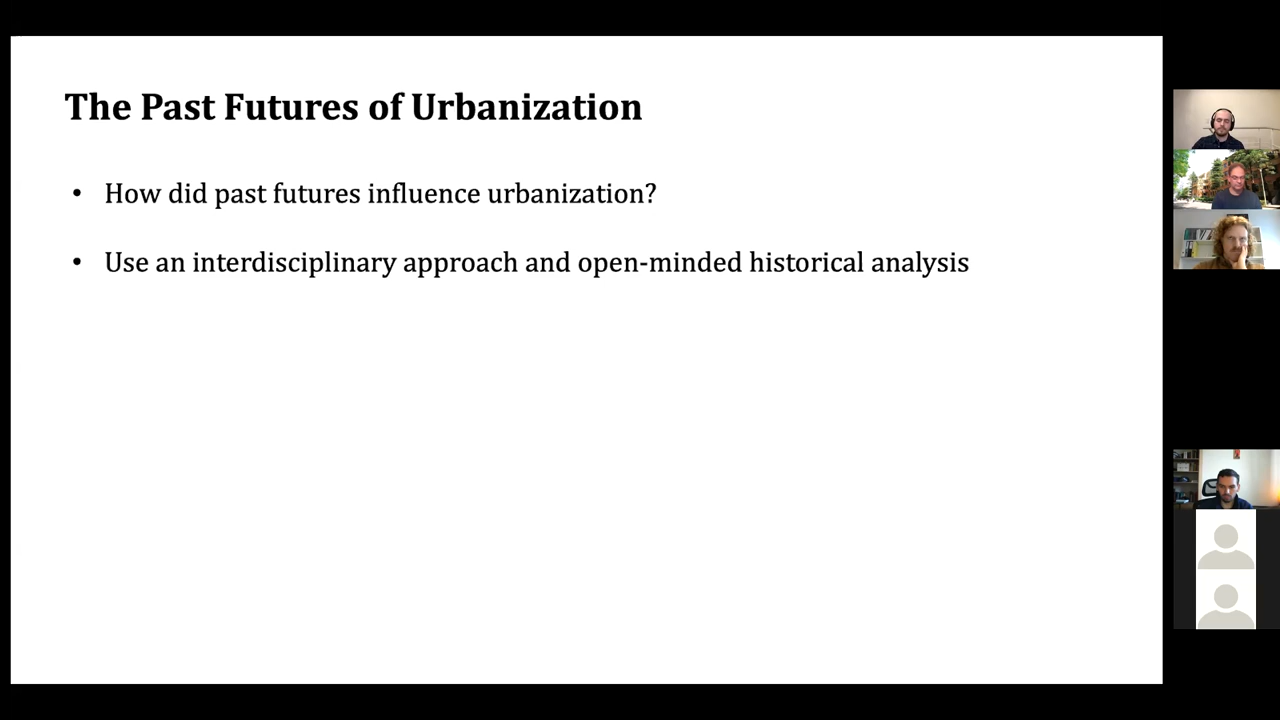 The Past Futures of Urbanization
• How did past futures influence urbanization?
• Use an interdisciplinary approach and open-minded historical analysis